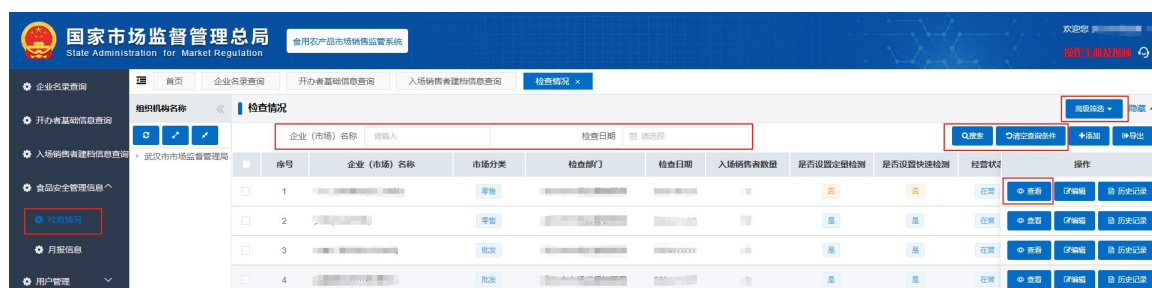 国家市场监督管理总局
State Administration for Market Regulation
食用农产品市场销售监管系统
欢迎您
操作手册及视频
企业名录查询
开办者基础信息查询
入场销售者建档信息查询
食品安全管理信息
检查情况
月报信息
用户管理
首页 企业名录查询 开办者基础信息查询 入场销售者建档信息查询 检查情况 ×
组织机构名称
武汉市市场监督管理局
检查情况
高级筛选 隐藏
企业（市场）名称 请输入 检查日期 请选择
搜索 清空查询条件 +添加 导出
序号 企业（市场）名称 市场分类 检查部门 检查日期 入场销售者数量 是否设置定量检测 是否设置快速检测 经营状态 操作
1 零售 否 否 在营 查看 编辑 历史记录
2 零售 是 是 在营 查看 编辑 历史记录
3 批发 是 是 在营 查看 编辑 历史记录
4 批发 是 是 在营 查看 编辑 历史记录